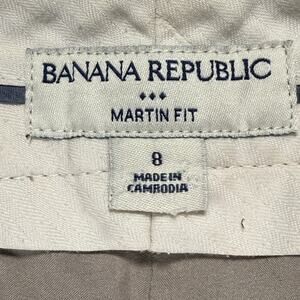 BANANA REPUBLIC
♦♦♦
MARTIN FIT
8
MADE IN
CAMBODIA